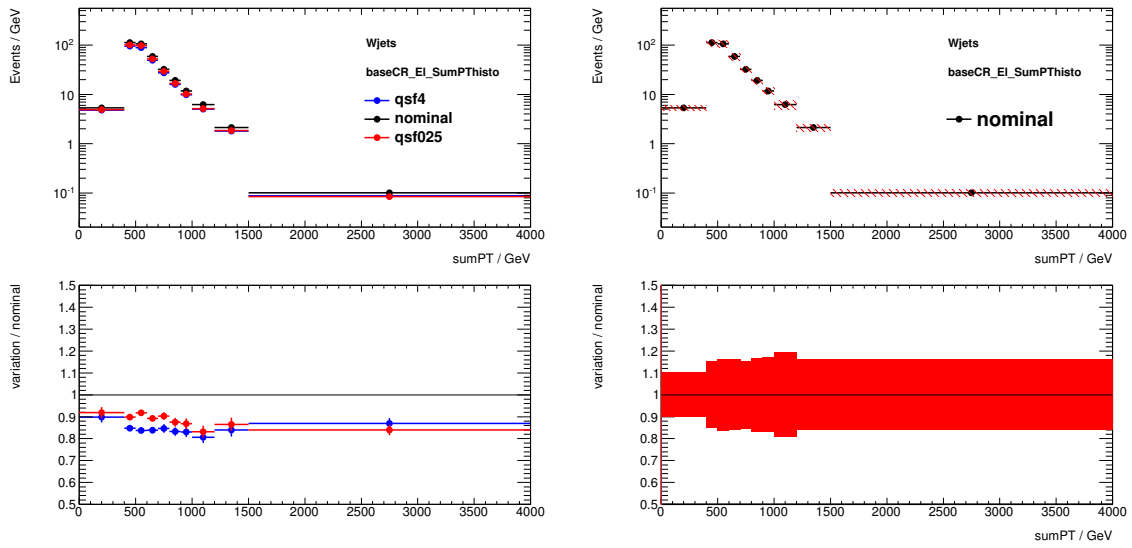 Events / GeV
10²
10
1
10⁻¹
Wjets
baseCR_El_SumPThisto
qsf4
nominal
qsf025
0 500 1000 1500 2000 2500 3000 3500 4000
sumPT / GeV
Events / GeV
10²
10
1
10⁻¹
Wjets
baseCR_El_SumPThisto
nominal
0 500 1000 1500 2000 2500 3000 3500 4000
sumPT / GeV
variation / nominal
1.5
1.4
1.3
1.2
1.1
1
0.9
0.8
0.7
0.6
0.5
0 500 1000 1500 2000 2500 3000 3500 4000
sumPT / GeV
variation / nominal
1.5
1.4
1.3
1.2
1.1
1
0.9
0.8
0.7
0.6
0.5
0 500 1000 1500 2000 2500 3000 3500 4000
sumPT / GeV